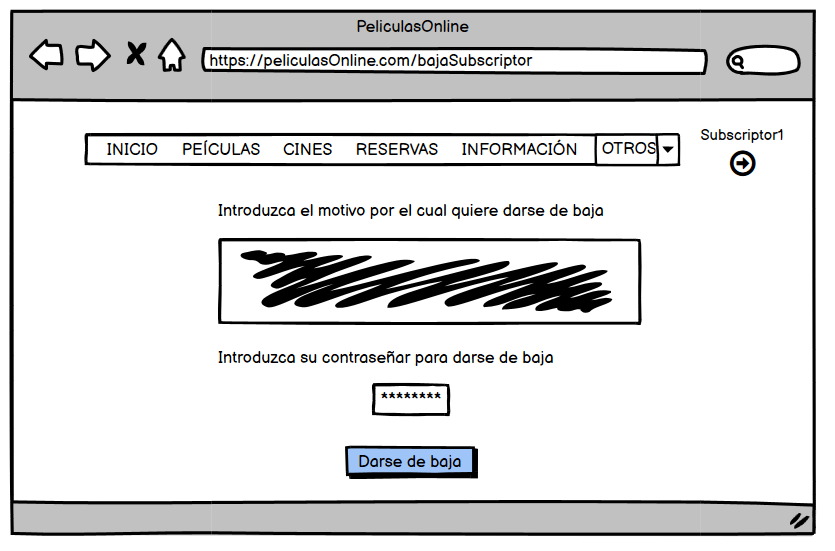 PeliculasOnline
https://peliculasOnline.com/bajaSubscriptor
Subscriptor1
INICIO PEÍCULAS CINES RESERVAS INFORMACIÓN OTROS
Introduzca el motivo por el cual quiere darse de baja
Introduzca su contraseñar para darse de baja
********
Darse de baja